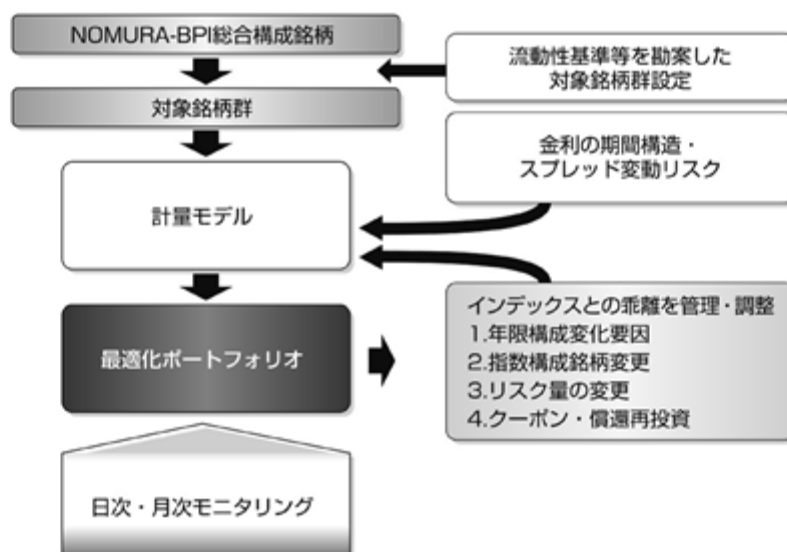 NOMURA-BPI総合構成銘柄
流動性基準等を勘案した
対象銘柄群設定
対象銘柄群
金利の期間構造・
スプレッド変動リスク
計量モデル
最適化ポートフォリオ
インデックスとの乖離を管理・調整
1.年限構成変化要因
2.指数構成銘柄変更
3.リスク量の変更
4.クーポン・償還再投資
日次・月次モニタリング